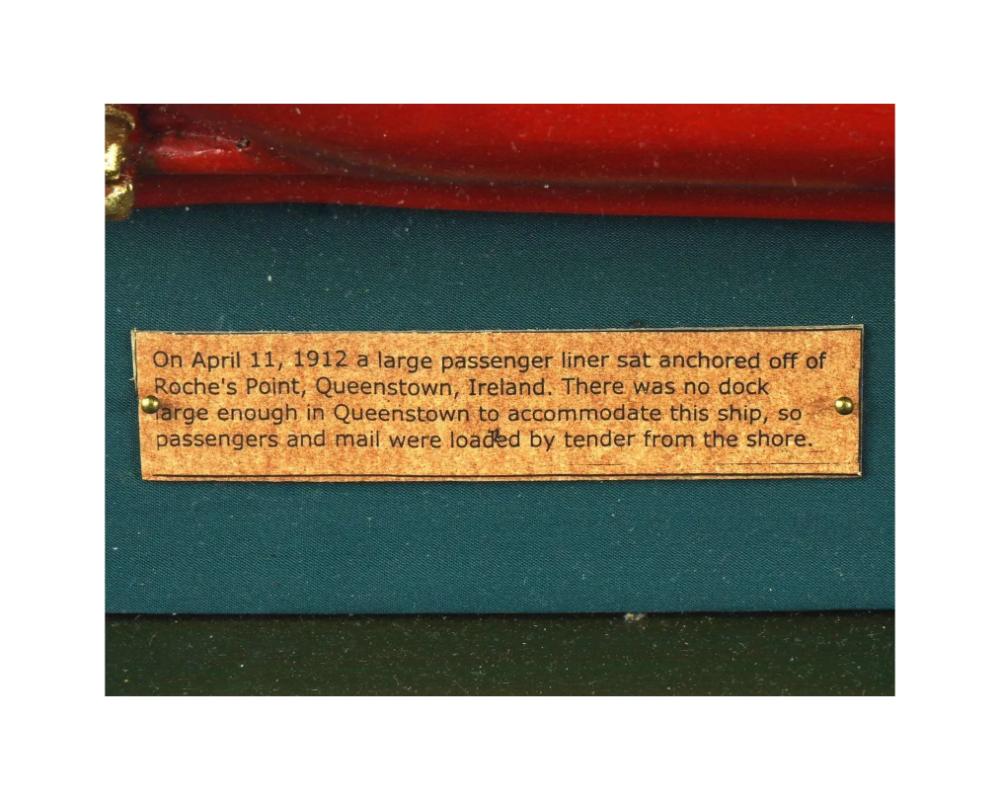 On April 11, 1912 a large passenger liner sat anchored off of
Roche's Point, Queenstown, Ireland. There was no dock
large enough in Queenstown to accommodate this ship, so
passengers and mail were loaded by tender from the shore.